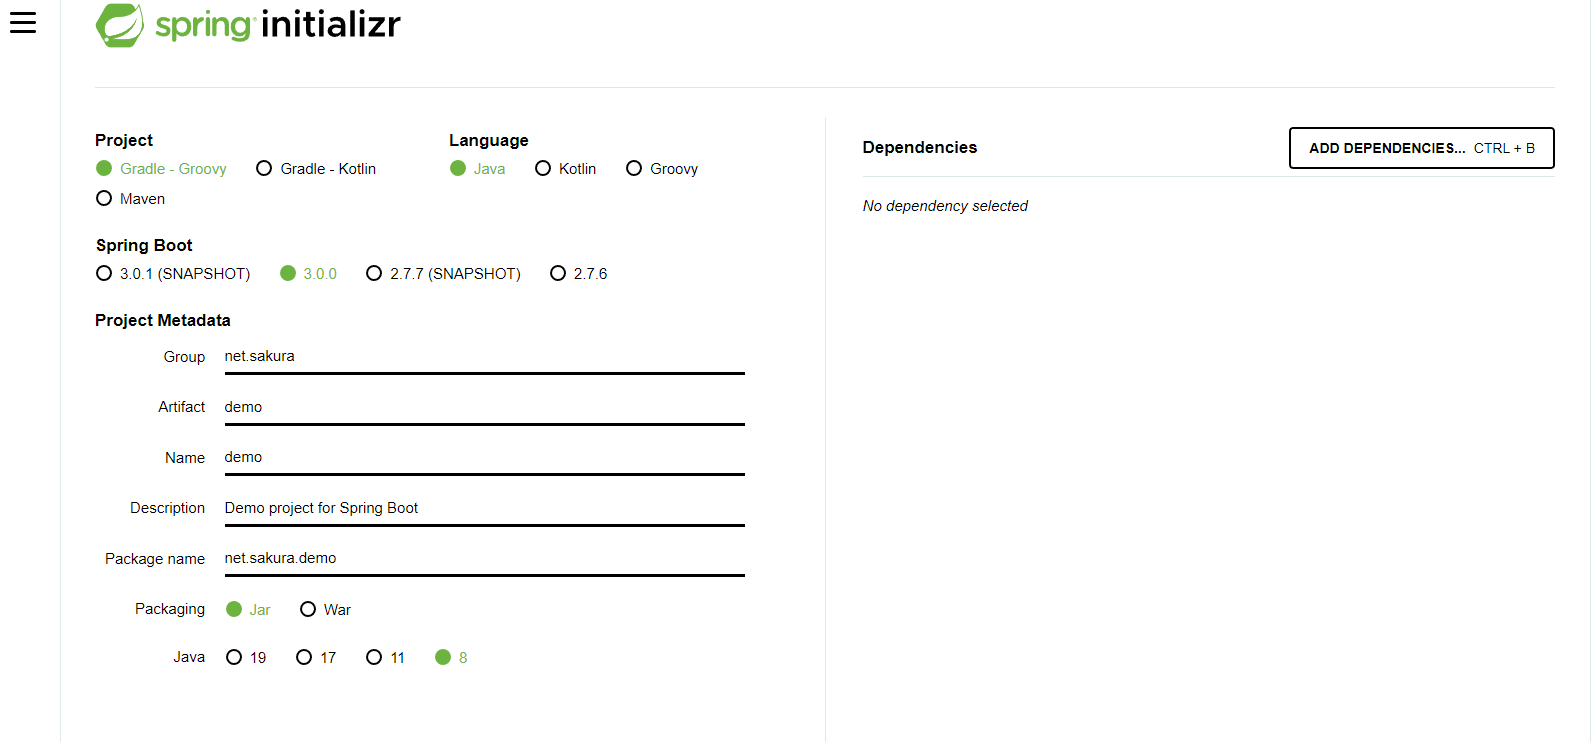 spring initializr
Project
Gradle - Groovy
Gradle - Kotlin
Maven
Language
Java
Kotlin
Groovy
Spring Boot
3.0.1 (SNAPSHOT)
3.0.0
2.7.7 (SNAPSHOT)
2.7.6
Project Metadata
Group net.sakura
Artifact demo
Name demo
Description Demo project for Spring Boot
Package name net.sakura.demo
Packaging Jar War
Java 19 17 11 8
Dependencies
ADD DEPENDENCIES... CTRL + B
No dependency selected